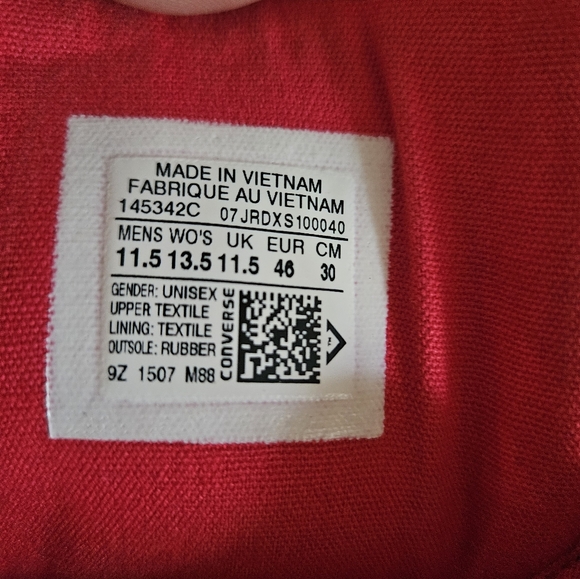 MADE IN VIETNAM
FABRIQUE AU VIETNAM
145342C 07JRDXS100040
MENS WO'S UK EUR CM
11.5 13.5 11.5 46 30
GENDER: UNISEX
UPPER TEXTILE
LINING: TEXTILE
OUTSOLE: RUBBER
9Z 1507 M88
CONVERSE